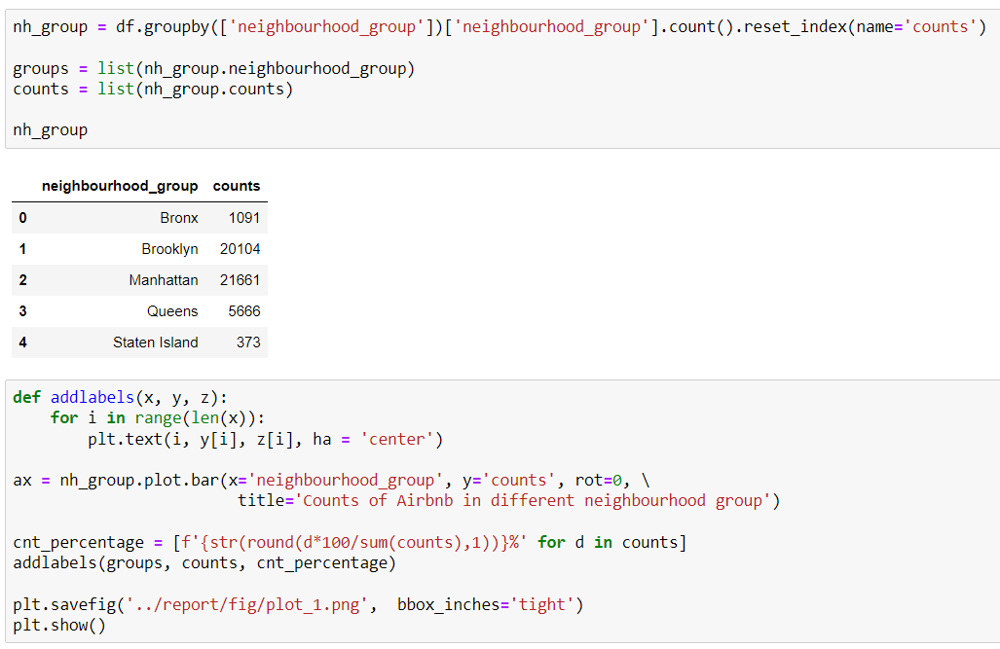 nh_group = df.groupby(['neighbourhood_group'])['neighbourhood_group'].count().reset_index(name='counts')
groups = list(nh_group.neighbourhood_group)
counts = list(nh_group.counts)
nh_group
neighbourhood_group counts
0 Bronx 1091
1 Brooklyn 20104
2 Manhattan 21661
3 Queens 5666
4 Staten Island 373
def addlabels(x, y, z):
    for i in range(len(x)):
        plt.text(i, y[i], z[i], ha = 'center')
ax = nh_group.plot.bar(x='neighbourhood_group', y='counts', rot=0, \
                        title='Counts of Airbnb in different neighbourhood group')
cnt_percentage = [f'{str(round(d*100/sum(counts),1))}%' for d in counts]
addlabels(groups, counts, cnt_percentage)
plt.savefig('../report/fig/plot_1.png',  bbox_inches='tight')
plt.show()